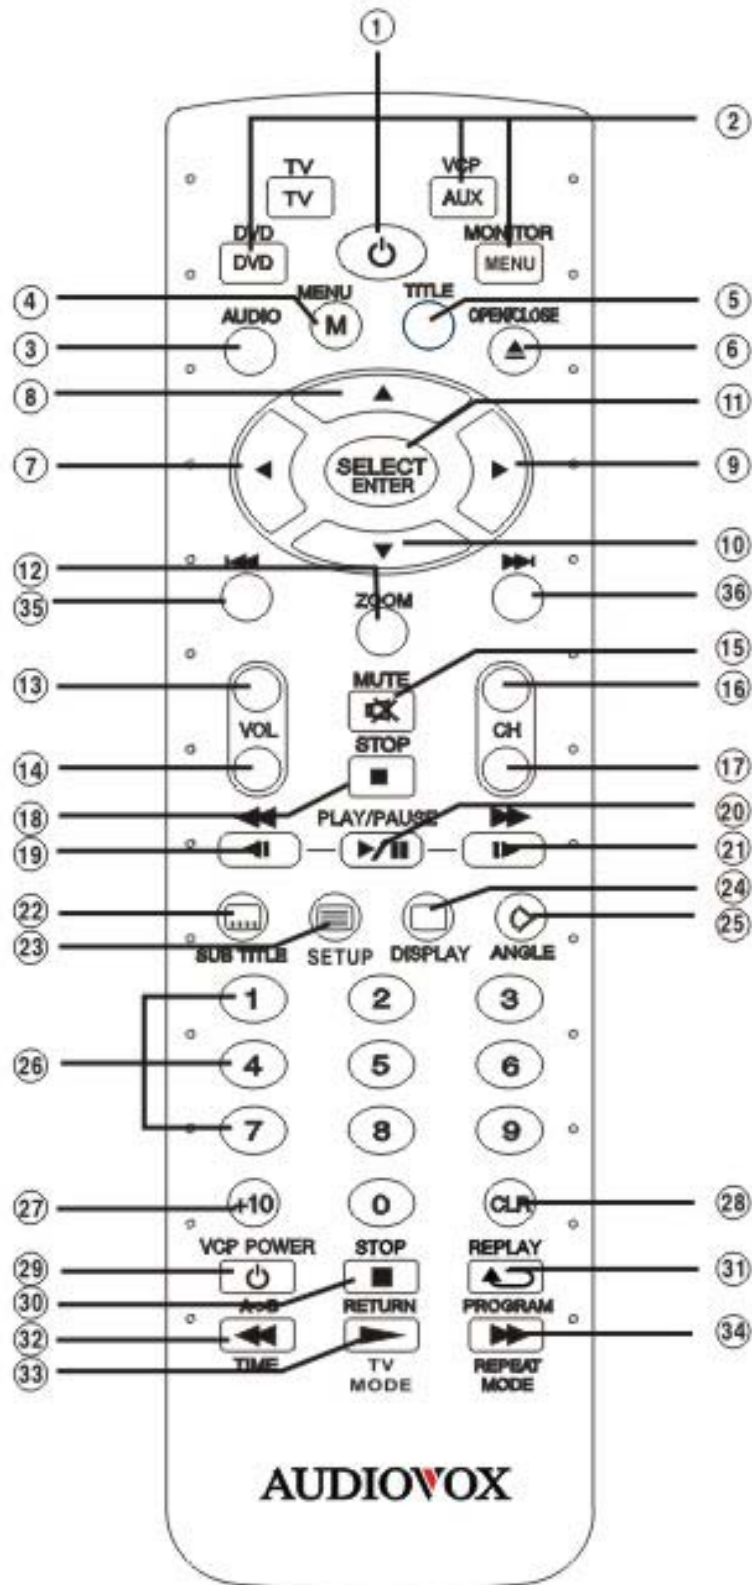 1
2
TV VCP
TV AUX
DVD MONITOR
DVD MENU
4 MENU TITLE 5
AUDIO M OPEN/CLOSE
3 6
8
11
7 SELECT 9
ENTER
10
12
35 ZOOM 36
15
13 MUTE 16
VOL CH
STOP
14 17
18 PLAY/PAUSE 20
19 21
22 24
23 SUB TITLE SETUP DISPLAY ANGLE 25
1 2 3
26 4 5 6
7 8 9
27 +10 0 CLR 28
VCP POWER STOP REPLAY
29 31
30 A->B RETURN PROGRAM
32 34
33 TIME TV REPEAT
MODE MODE
AUDIOVOX